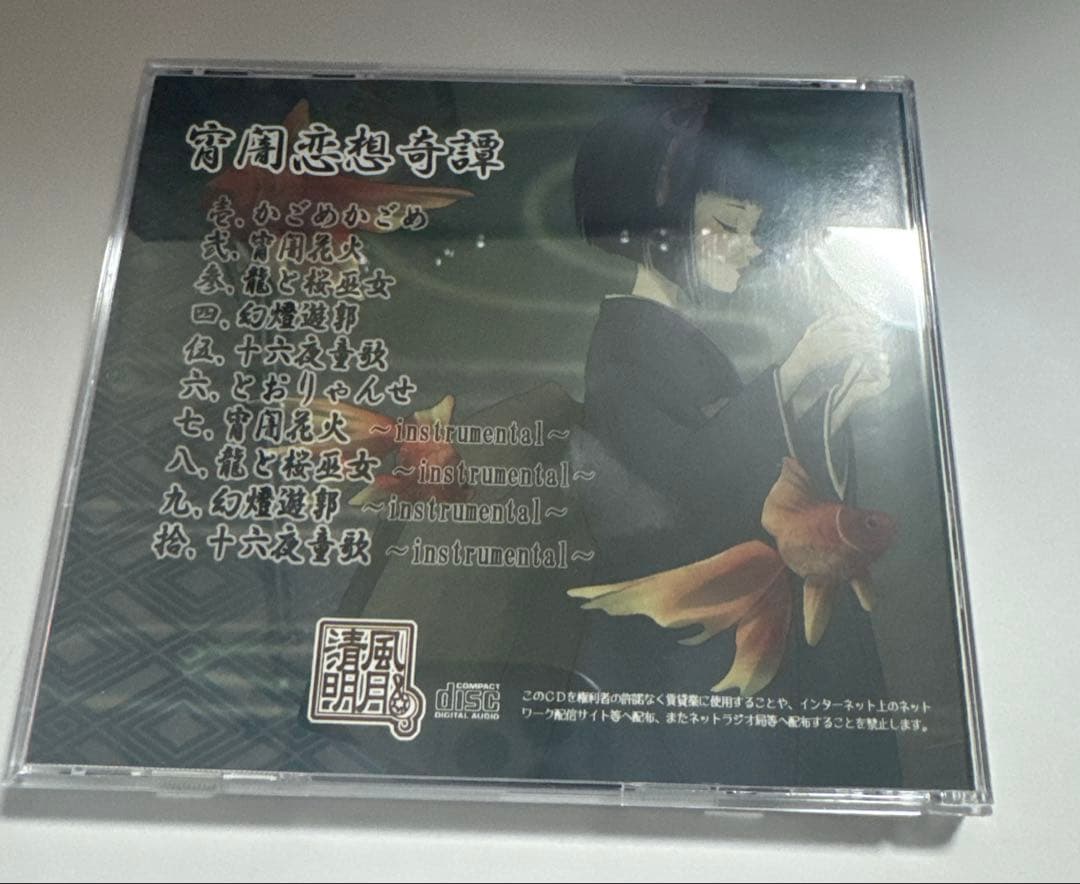 宵闇恋想奇譚
壱.かごめかごめ
弐.宵闇花火
参.龍と桜巫女
四.幻燈遊郭
伍.十六夜童歌
六.とおりゃんせ
七.宵闇花火 ～instrumental～
八.龍と桜巫女 ～instrumental～
九.幻燈遊郭 ～instrumental～
拾.十六夜童歌 ～instrumental～
清風明月
COMPACT
disc
DIGITAL AUDIO
このCDを権利者の許諾なく賃貸業に使用することや、インターネット上のネット
ワーク配信サイト等へ配布、またネットラジオ局等へ配布することを禁止します。